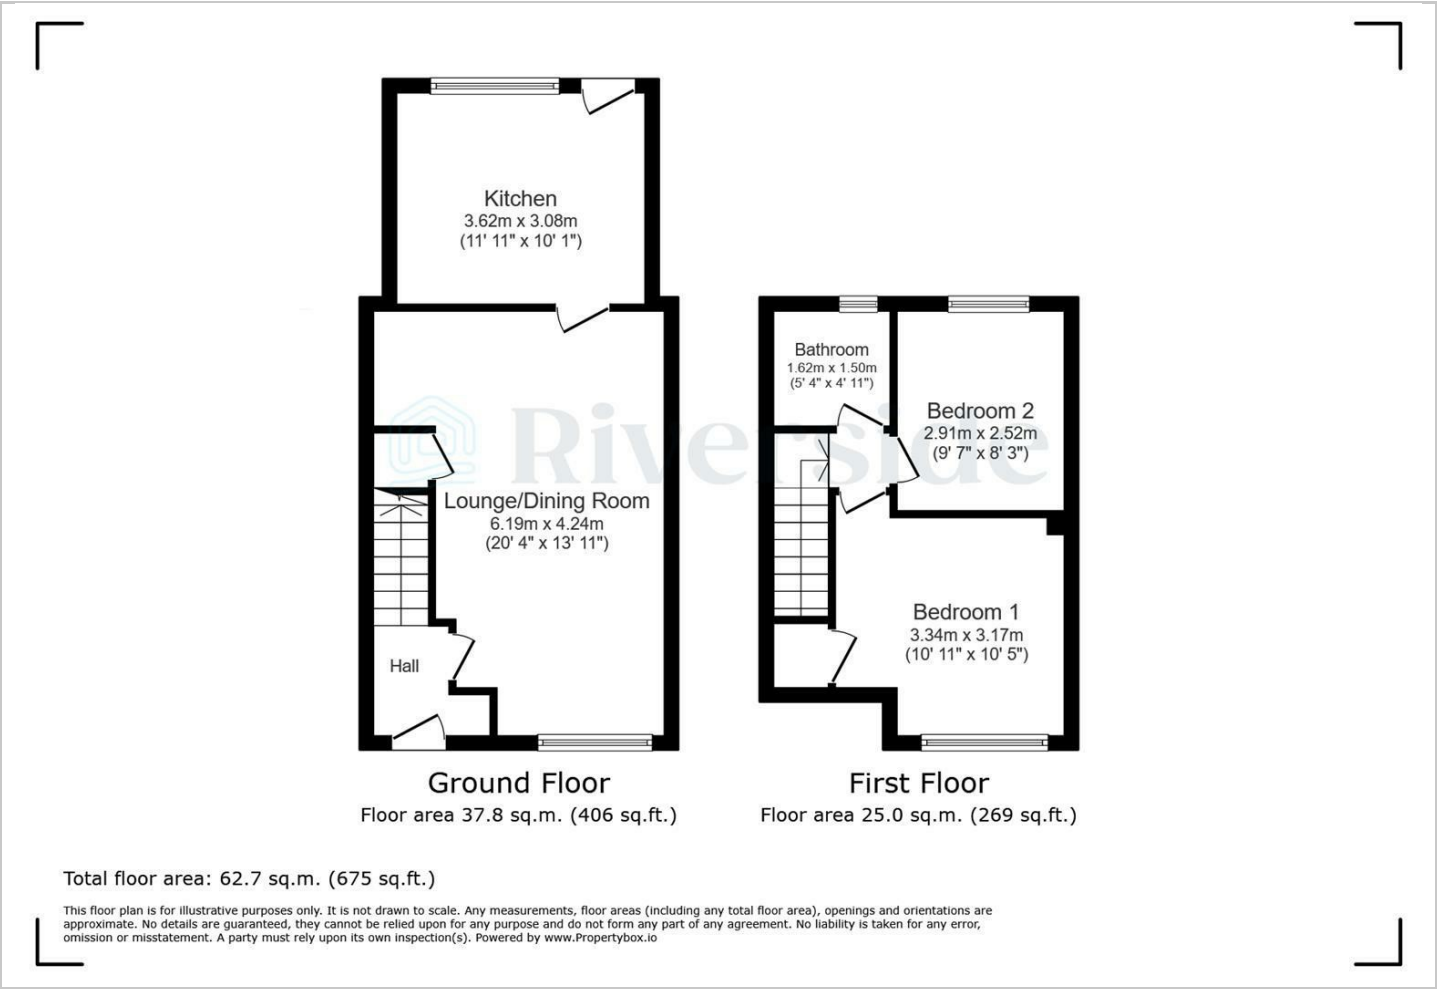 Kitchen
3.62m x 3.08m
(11' 11" x 10' 1")
Riverside
Lounge/Dining Room
6.19m x 4.24m
(20' 4" x 13' 11")
Hall
Ground Floor
Floor area 37.8 sq.m. (406 sq.ft.)
Bathroom
1.62m x 1.50m
(5' 4" x 4' 11")
Bedroom 2
2.91m x 2.52m
(9' 7" x 8' 3")
Bedroom 1
3.34m x 3.17m
(10' 11" x 10' 5")
First Floor
Floor area 25.0 sq.m. (269 sq.ft.)
Total floor area: 62.7 sq.m. (675 sq.ft.)
This floor plan is for illustrative purposes only. It is not drawn to scale. Any measurements, floor areas (including any total floor area), openings and orientations are
approximate. No details are guaranteed, they cannot be relied upon for any purpose and do not form any part of any agreement. No liability is taken for any error,
omission or misstatement. A party must rely upon its own inspection(s). Powered by www.Propertybox.io